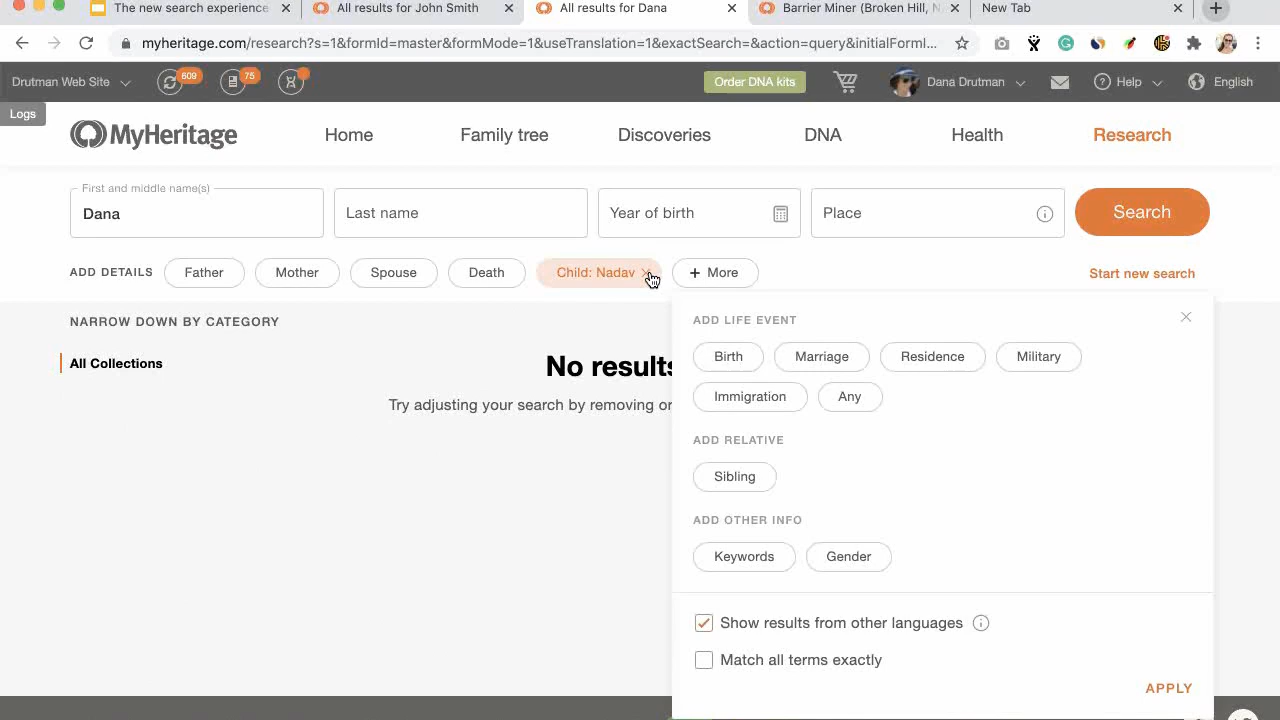 The new search experience
All results for John Smith
All results for Dana
Barrier Miner (Broken Hill, N
New Tab
myheritage.com/research?s=1&formId=master&formMode=1&useTranslation=1&exactSearch=&action=query&initialFormI...
Drutman Web Site
609
75
Order DNA kits
Dana Drutman
Help
English
Logs
MyHeritage
Home
Family tree
Discoveries
DNA
Health
Research
First and middle name(s)
Dana
Last name
Year of birth
Place
Search
ADD DETAILS
Father
Mother
Spouse
Death
Child: Nadav
+ More
Start new search
NARROW DOWN BY CATEGORY
All Collections
No results
Try adjusting your search by removing or
ADD LIFE EVENT
Birth
Marriage
Residence
Military
Immigration
Any
ADD RELATIVE
Sibling
ADD OTHER INFO
Keywords
Gender
Show results from other languages
Match all terms exactly
APPLY